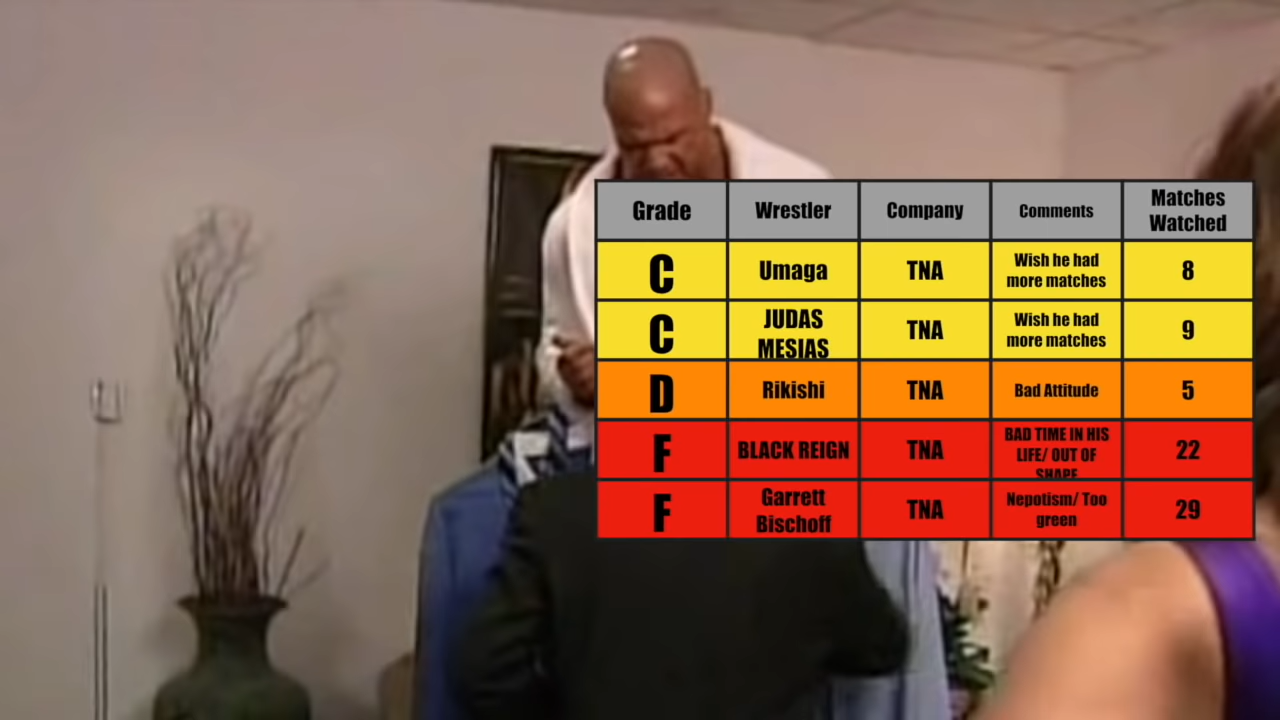 Grade Wrestler Company Comments Matches Watched
C Umaga TNA Wish he had more matches 8
C JUDAS MESIAS TNA Wish he had more matches 9
D Rikishi TNA Bad Attitude 5
F BLACK REIGN TNA BAD TIME IN HIS LIFE/ OUT OF SHAPE 22
F Garrett Bischoff TNA Nepotism/ Too green 29